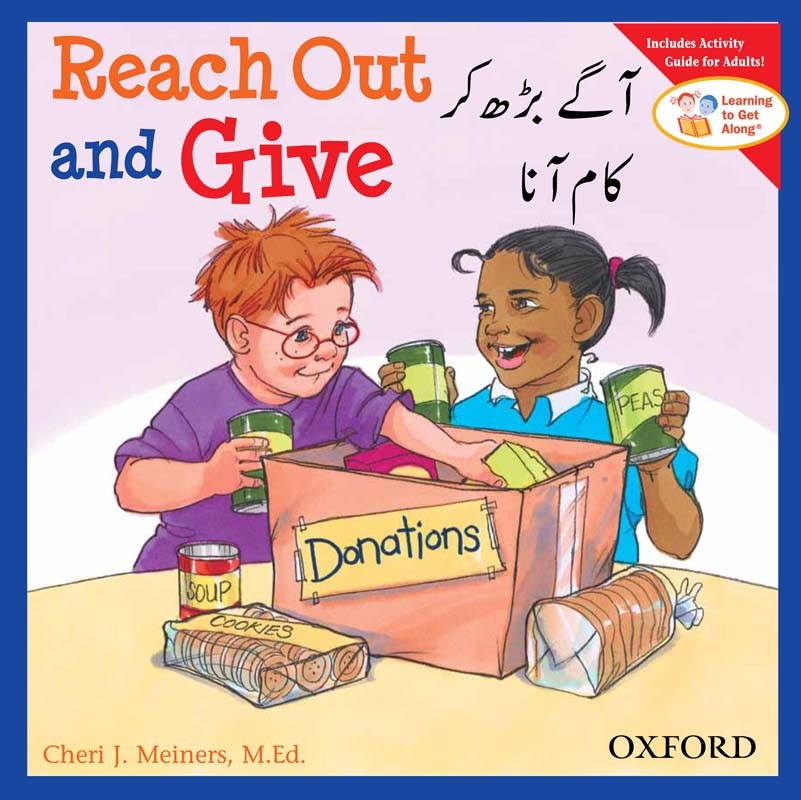 Reach Out
and Give
آگے بڑھ کر
کام آنا
Includes Activity
Guide for Adults!
Learning
to Get
Along®
PEAS
Donations
SOUP
COOKIES
Cheri J. Meiners, M.Ed.
OXFORD